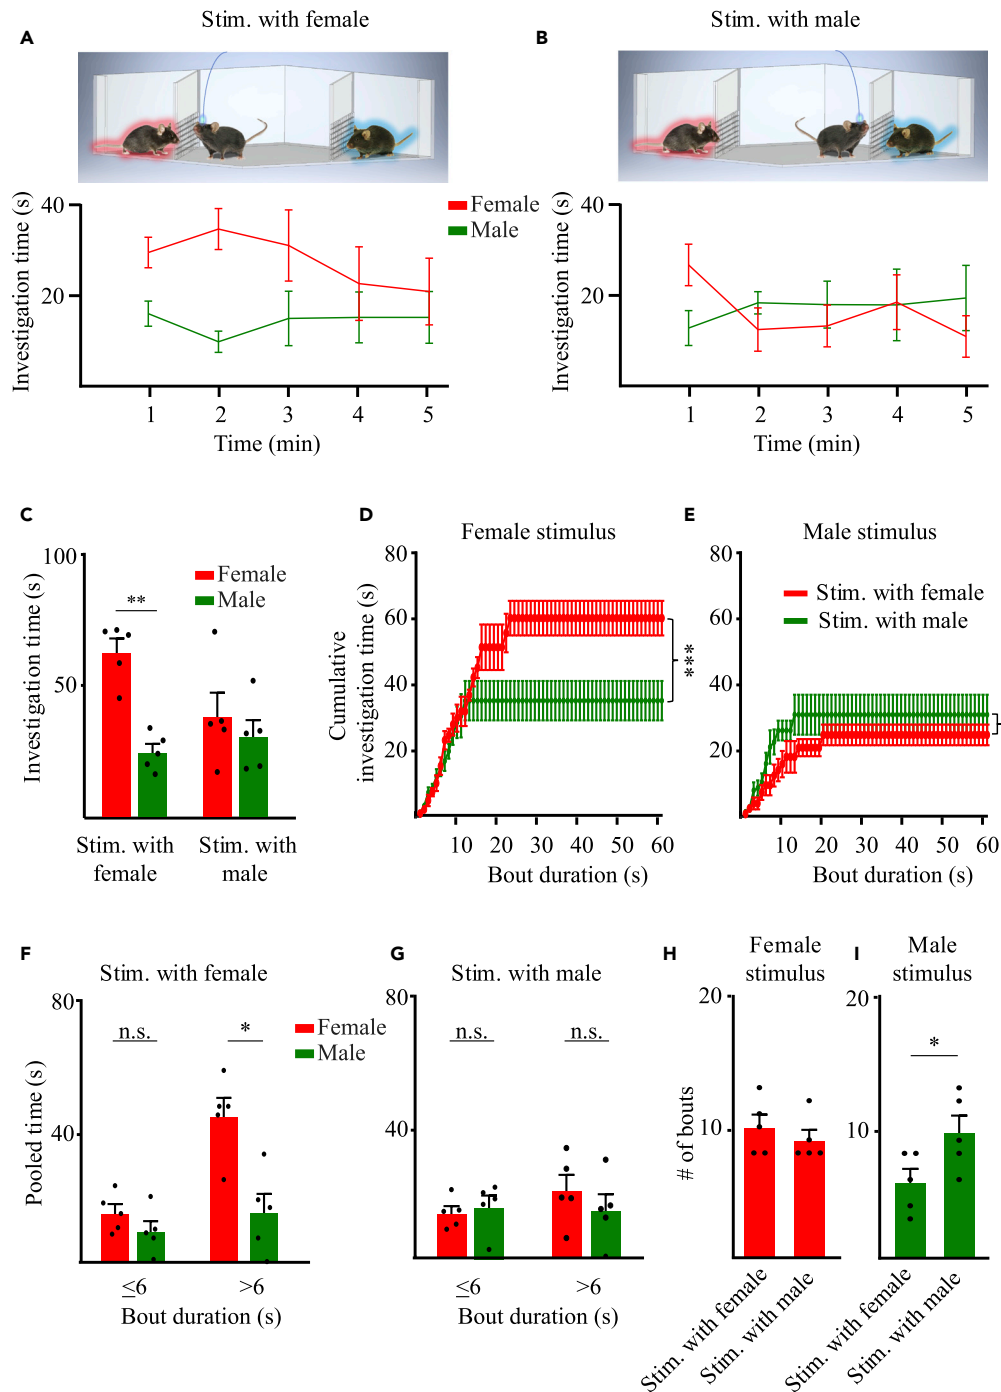 Stim. with female
Stim. with male
A
B
Investigation time (s)
40
20
1 2 3 4 5
Time (min)
Female
Male
Investigation time (s)
40
20
1 2 3 4 5
Time (min)
C
Investigation time (s)
100
50
**
Female
Male
Stim. with
female
Stim. with
male
D
Female stimulus
Cumulative
investigation time (s)
80
60
40
20
10 20 30 40 50 60
Bout duration (s)
***
E
Male stimulus
80
60
40
20
Stim. with female
Stim. with male
10 20 30 40 50 60
Bout duration (s)
F
Stim. with female
Pooled time (s)
80
40
n.s.
*
Female
Male
≤6
>6
Bout duration (s)
G
Stim. with male
80
40
n.s.
n.s.
≤6
>6
Bout duration (s)
H
Female
stimulus
# of bouts
20
10
Stim. with female
Stim. with male
I
Male
stimulus
20
10
*
Stim. with female
Stim. with male